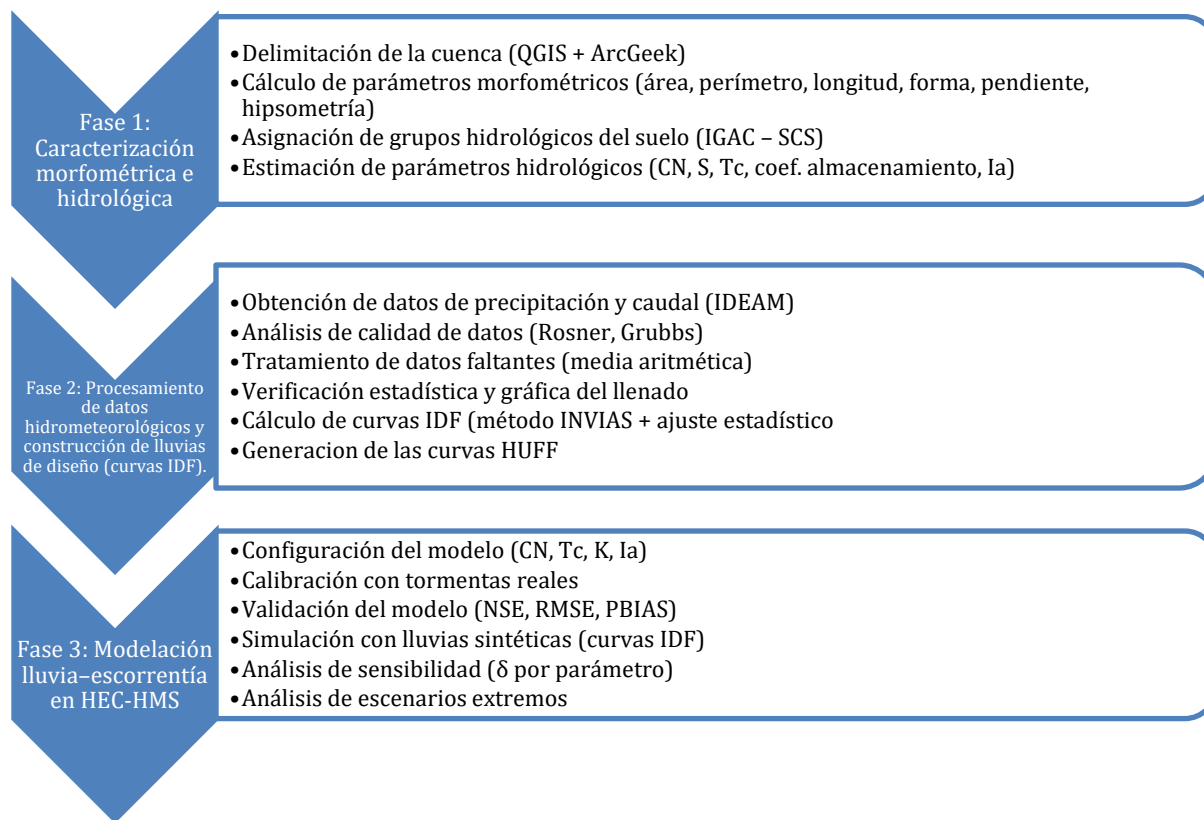 Fase 1:
Caracterización
morfométrica e
hidrológica
•Delimitación de la cuenca (QGIS + ArcGeek)
•Cálculo de parámetros morfométricos (área, perímetro, longitud, forma, pendiente,
hipsometría)
•Asignación de grupos hidrológicos del suelo (IGAC – SCS)
•Estimación de parámetros hidrológicos (CN, S, Tc, coef. almacenamiento, Ia)
Fase 2: Procesamiento
de datos
hidrometeorológicos y
construcción de lluvias
de diseño (curvas IDF).
•Obtención de datos de precipitación y caudal (IDEAM)
•Análisis de calidad de datos (Rosner, Grubbs)
•Tratamiento de datos faltantes (media aritmética)
•Verificación estadística y gráfica del llenado
•Cálculo de curvas IDF (método INVIAS + ajuste estadístico
•Generacion de las curvas HUFF
Fase 3: Modelación
lluvia–escorrentía
en HEC-HMS
•Configuración del modelo (CN, Tc, K, Ia)
•Calibración con tormentas reales
•Validación del modelo (NSE, RMSE, PBIAS)
•Simulación con lluvias sintéticas (curvas IDF)
•Análisis de sensibilidad (δ por parámetro)
•Análisis de escenarios extremos